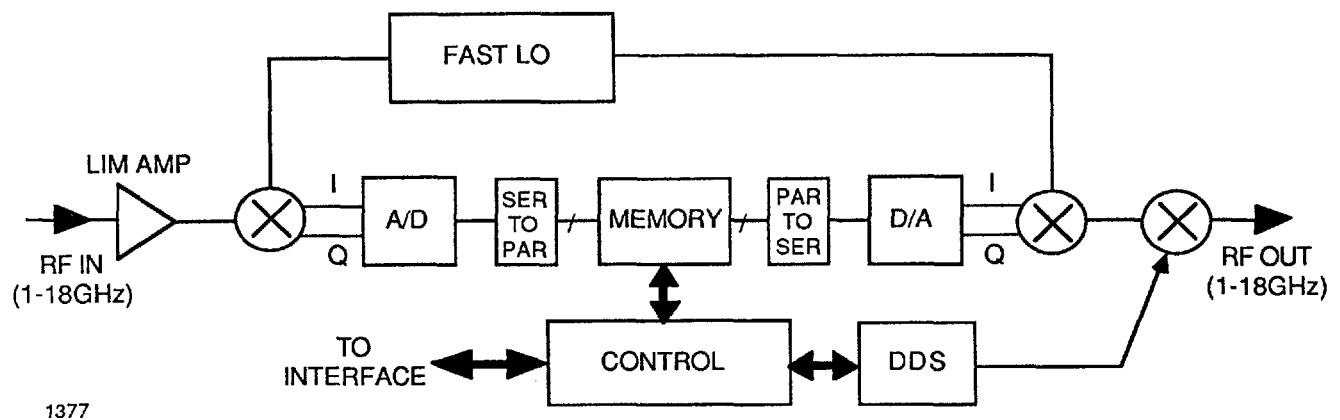 FAST LO
LIM AMP
RF IN
(1-18GHz)
I
Q
A/D
SER
TO
PAR
MEMORY
PAR
TO
SER
D/A
I
Q
RF OUT
(1-18GHz)
TO
INTERFACE
CONTROL
DDS
1377